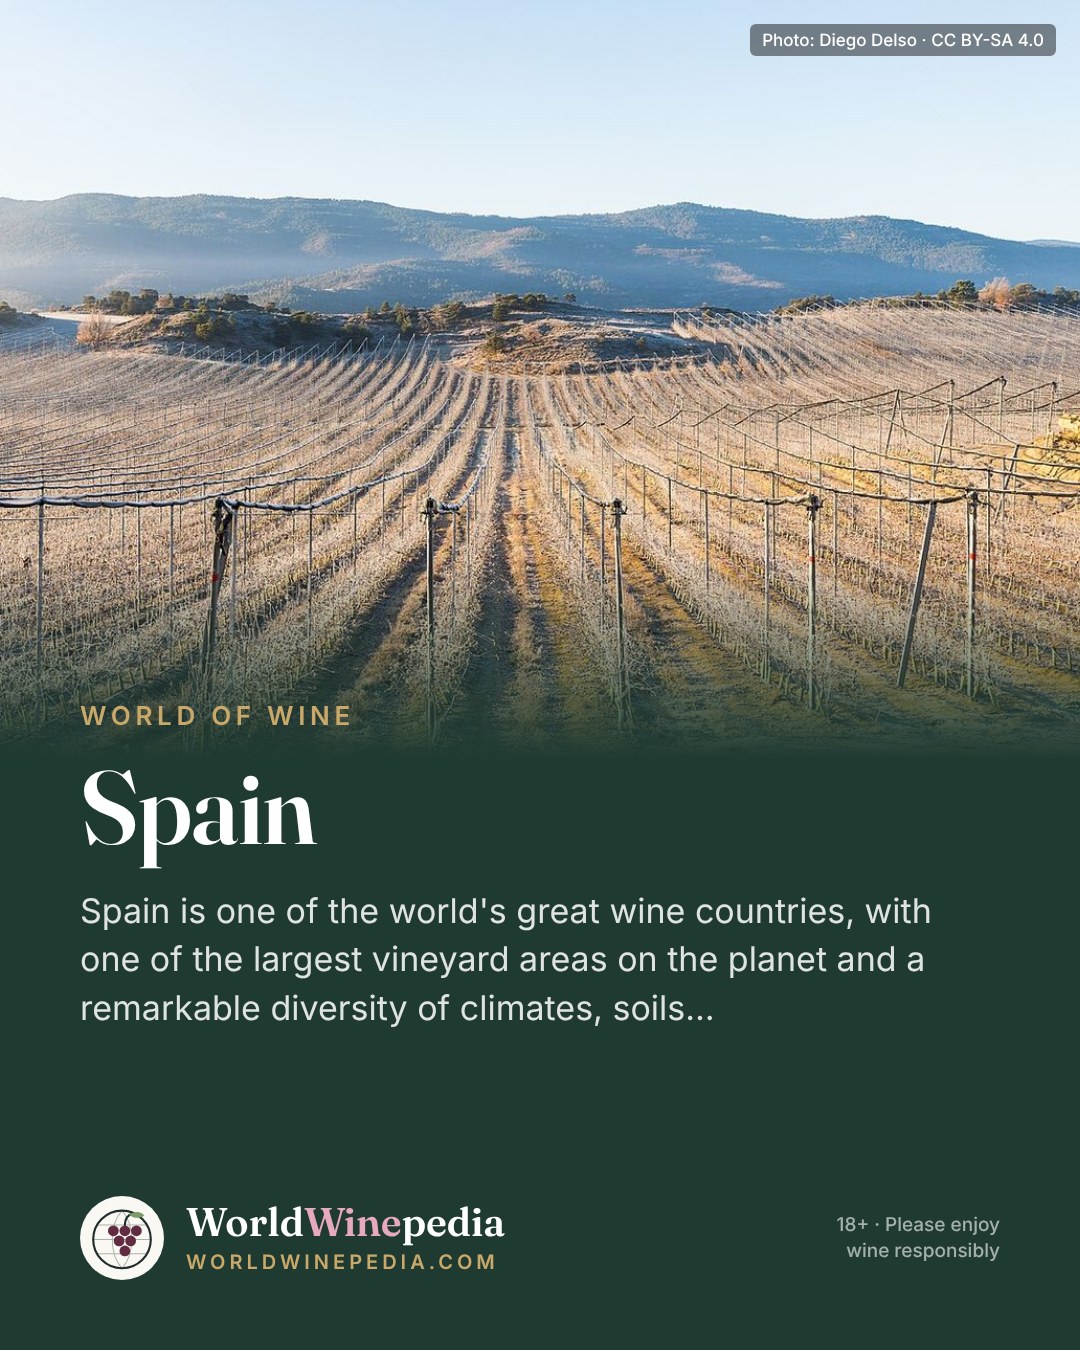 Photo: Diego Delso · CC BY-SA 4.0
WORLD OF WINE
Spain
Spain is one of the world's great wine countries, with
one of the largest vineyard areas on the planet and a
remarkable diversity of climates, soils...
WorldWinepedia
WORLDWINEPEDIA.COM
18+ · Please enjoy
wine responsibly